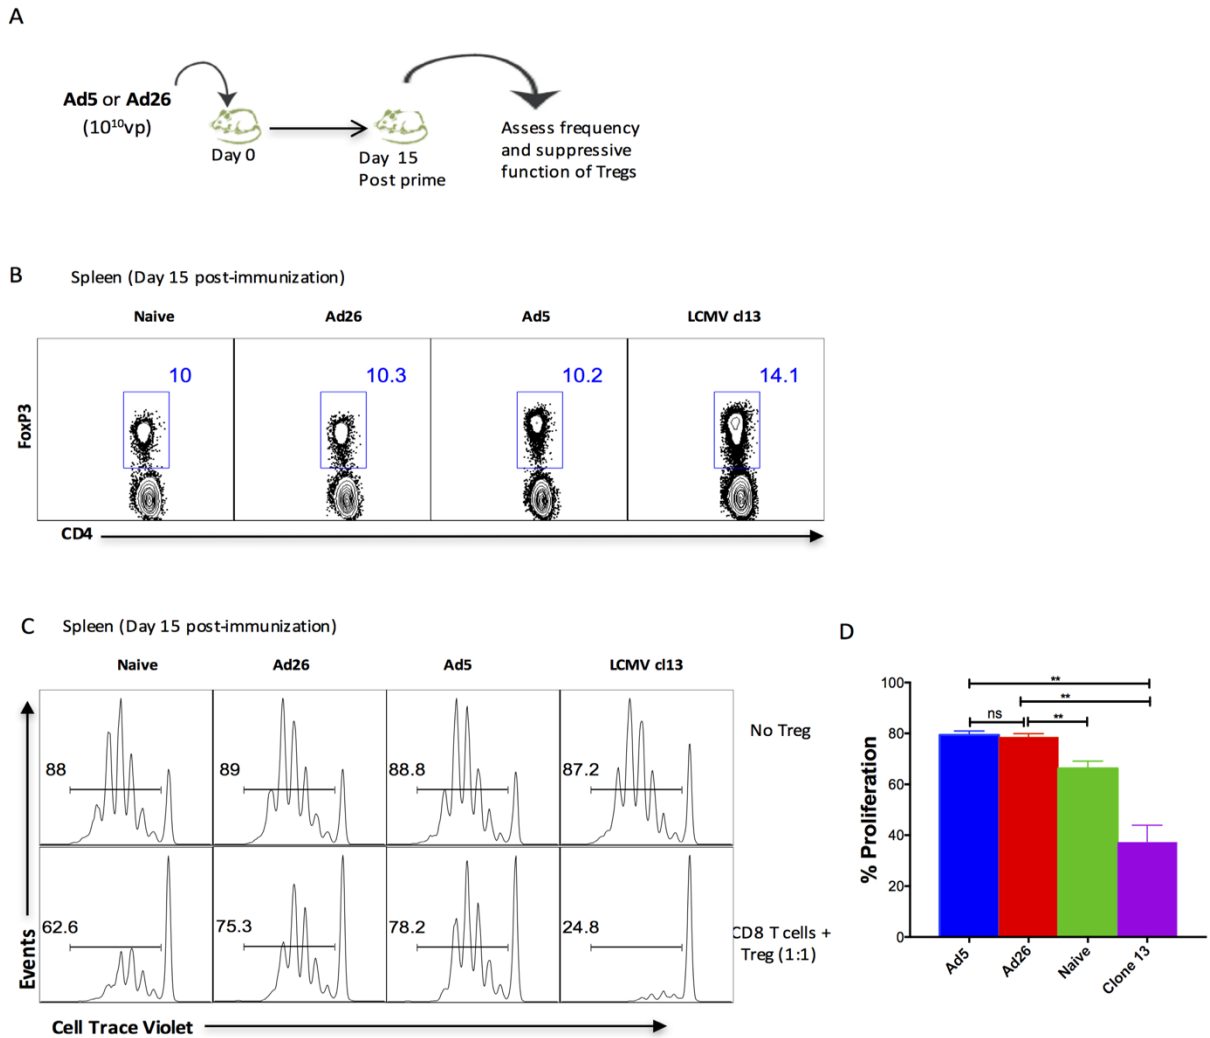 A
Ad5 or Ad26
(10¹⁰vp)
Day 0
Day 15
Post prime
Assess frequency
and suppressive
function of Tregs
B
Spleen (Day 15 post-immunization)
Naive
Ad26
Ad5
LCMV cl13
10
10.3
10.2
14.1
FoxP3
CD4
C
Spleen (Day 15 post-immunization)
Naive
Ad26
Ad5
LCMV cl13
88
89
88.8
87.2
No Treg
62.6
75.3
78.2
24.8
CD8 T cells +
Treg (1:1)
Events
Cell Trace Violet
D
% Proliferation
100
80
60
40
20
0
**
**
ns
**
Ad5
Ad26
Naive
Clone 13